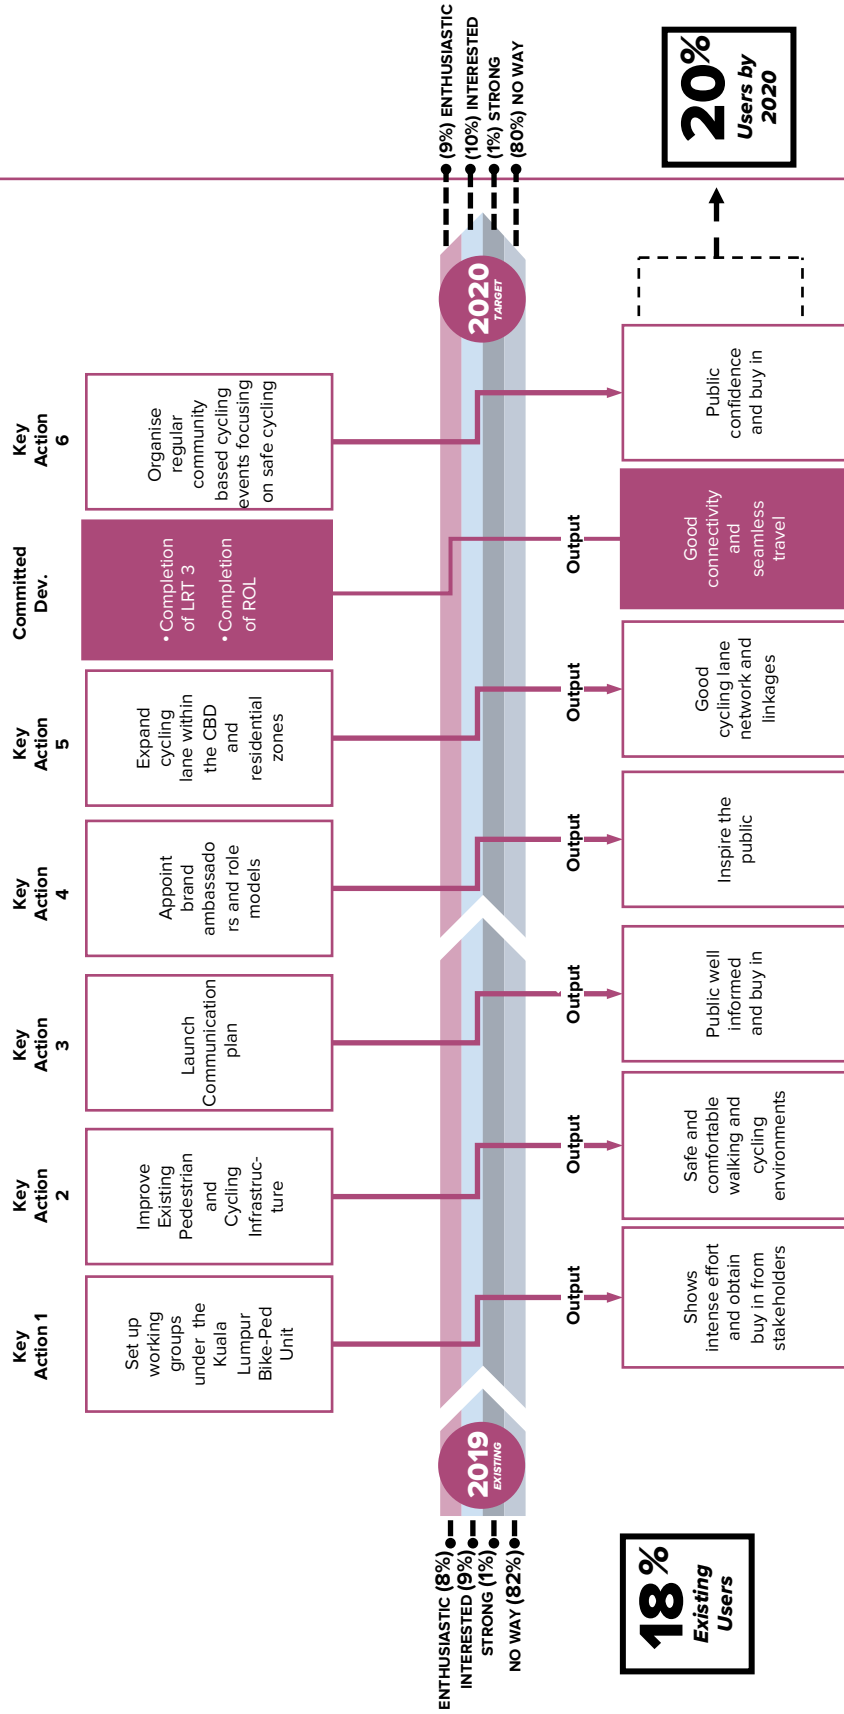 Key
Action 1
Set up
working
groups
under the
Kuala
Lumpur
Bike-Ped
Unit
Key
Action
2
Improve
Existing
Pedestrian
and
Cycling
Infrastruc-
ture
Key
Action
3
Launch
Communication
plan
Key
Action
4
Appoint
brand
ambassado
rs and role
models
Key
Action
5
Expand
cycling
lane within
the CBD
and
residential
zones
Committed
Dev.
• Completion
of LRT 3
• Completion
of ROL
Key
Action
6
Organise
regular
community
based cycling
events focusing
on safe cycling
ENTHUSIASTIC (8%)
INTERESTED (9%)
STRONG (1%)
NO WAY (82%)
2019
EXISTING
2020
TARGET
(9%) ENTHUSIASTIC
(10%) INTERESTED
(1%) STRONG
(80%) NO WAY
Output
Output
Output
Output
Output
Output
18%
Existing
Users
Shows
intense effort
and obtain
buy in from
stakeholders
Safe and
comfortable
walking and
cycling
environments
Public well
informed
and buy in
Inspire the
public
Good
cycling lane
network and
linkages
Good
connectivity
and
seamless
travel
Public
confidence
and buy in
20%
Users by
2020